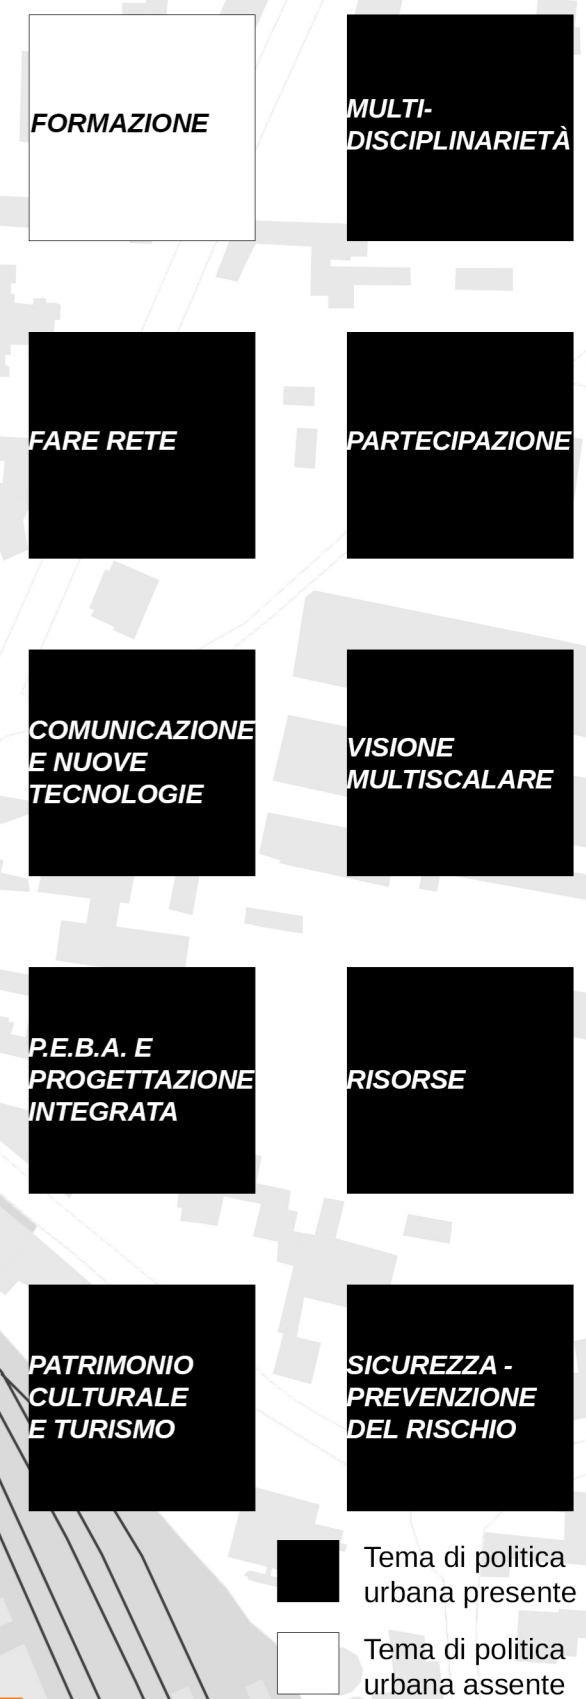 FORMAZIONE
MULTI-
DISCIPLINARIETÀ
FARE RETE
PARTECIPAZIONE
COMUNICAZIONE
E NUOVE
TECNOLOGIE
VISIONE
MULTISCALARE
P.E.B.A. E
PROGETTAZIONE
INTEGRATA
RISORSE
PATRIMONIO
CULTURALE
E TURISMO
SICUREZZA -
PREVENZIONE
DEL RISCHIO
Tema di politica
urbana presente
Tema di politica
urbana assente